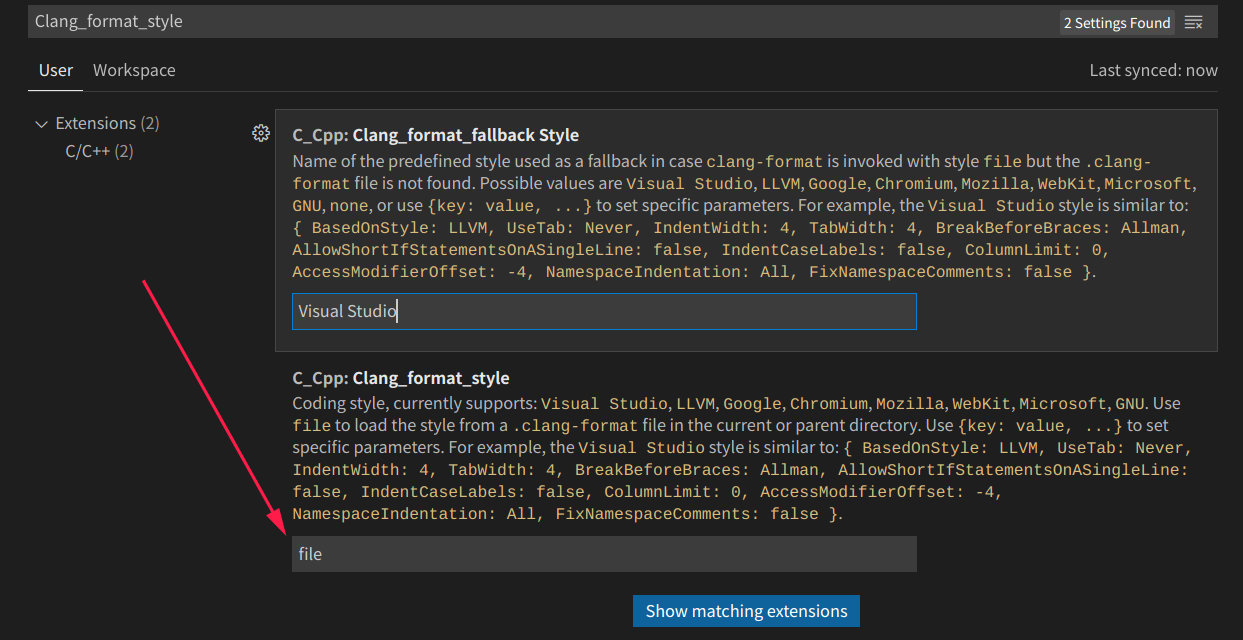 Clang_format_style
2 Settings Found
User
Workspace
Last synced: now
Extensions (2)
C/C++ (2)
C_Cpp: Clang_format_fallback Style
Name of the predefined style used as a fallback in case clang-format is invoked with style file but the .clang-
format file is not found. Possible values are Visual Studio, LLVM, Google, Chromium, Mozilla, WebKit, Microsoft,
GNU, none, or use {key: value, ...} to set specific parameters. For example, the Visual Studio style is similar to:
{ BasedOnStyle: LLVM, UseTab: Never, IndentWidth: 4, TabWidth: 4, BreakBeforeBraces: Allman,
AllowShortIfStatementsOnASingleLine: false, IndentCaseLabels: false, ColumnLimit: 0,
AccessModifierOffset: -4, NamespaceIndentation: All, FixNamespaceComments: false }.
Visual Studio
C_Cpp: Clang_format_style
Coding style, currently supports: Visual Studio, LLVM, Google, Chromium, Mozilla, WebKit, Microsoft, GNU. Use
file to load the style from a .clang-format file in the current or parent directory. Use {key: value, ...} to set
specific parameters. For example, the Visual Studio style is similar to: { BasedOnStyle: LLVM, UseTab: Never,
IndentWidth: 4, TabWidth: 4, BreakBeforeBraces: Allman, AllowShortIfStatementsOnASingleLine:
false, IndentCaseLabels: false, ColumnLimit: 0, AccessModifierOffset: -4,
NamespaceIndentation: All, FixNamespaceComments: false }.
file
Show matching extensions